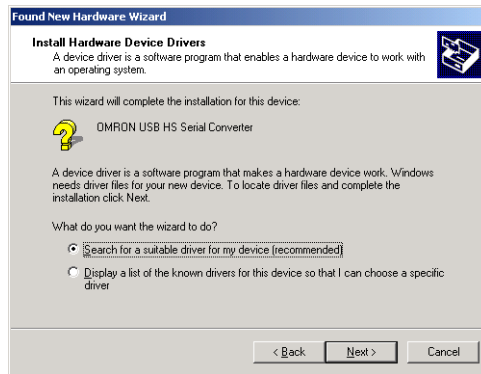 Found New Hardware Wizard
Install Hardware Device Drivers
A device driver is a software program that enables a hardware device to work with
an operating system.
This wizard will complete the installation for this device:
OMRON USB HS Serial Converter
A device driver is a software program that makes a hardware device work. Windows
needs driver files for your new device. To locate driver files and complete the
installation click Next.
What do you want the wizard to do?
Search for a suitable driver for my device (recommended)
Display a list of the known drivers for this device so that I can choose a specific
driver
< Back Next > Cancel